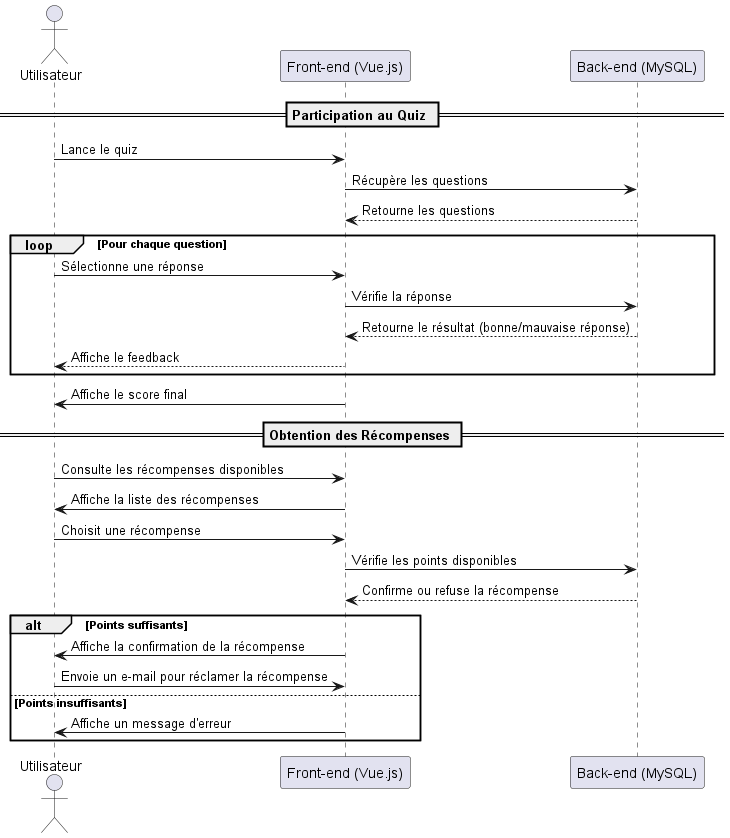 Utilisateur
Front-end (Vue.js)
Back-end (MySQL)
Participation au Quiz
Lance le quiz
Récupère les questions
Retourne les questions
loop [Pour chaque question]
Sélectionne une réponse
Vérifie la réponse
Retourne le résultat (bonne/mauvaise réponse)
Affiche le feedback
Affiche le score final
Obtention des Récompenses
Consulte les récompenses disponibles
Affiche la liste des récompenses
Choisit une récompense
Vérifie les points disponibles
Confirme ou refuse la récompense
alt [Points suffisants]
Affiche la confirmation de la récompense
Envoie un e-mail pour réclamer la récompense
[Points insuffisants]
Affiche un message d'erreur
Utilisateur
Front-end (Vue.js)
Back-end (MySQL)